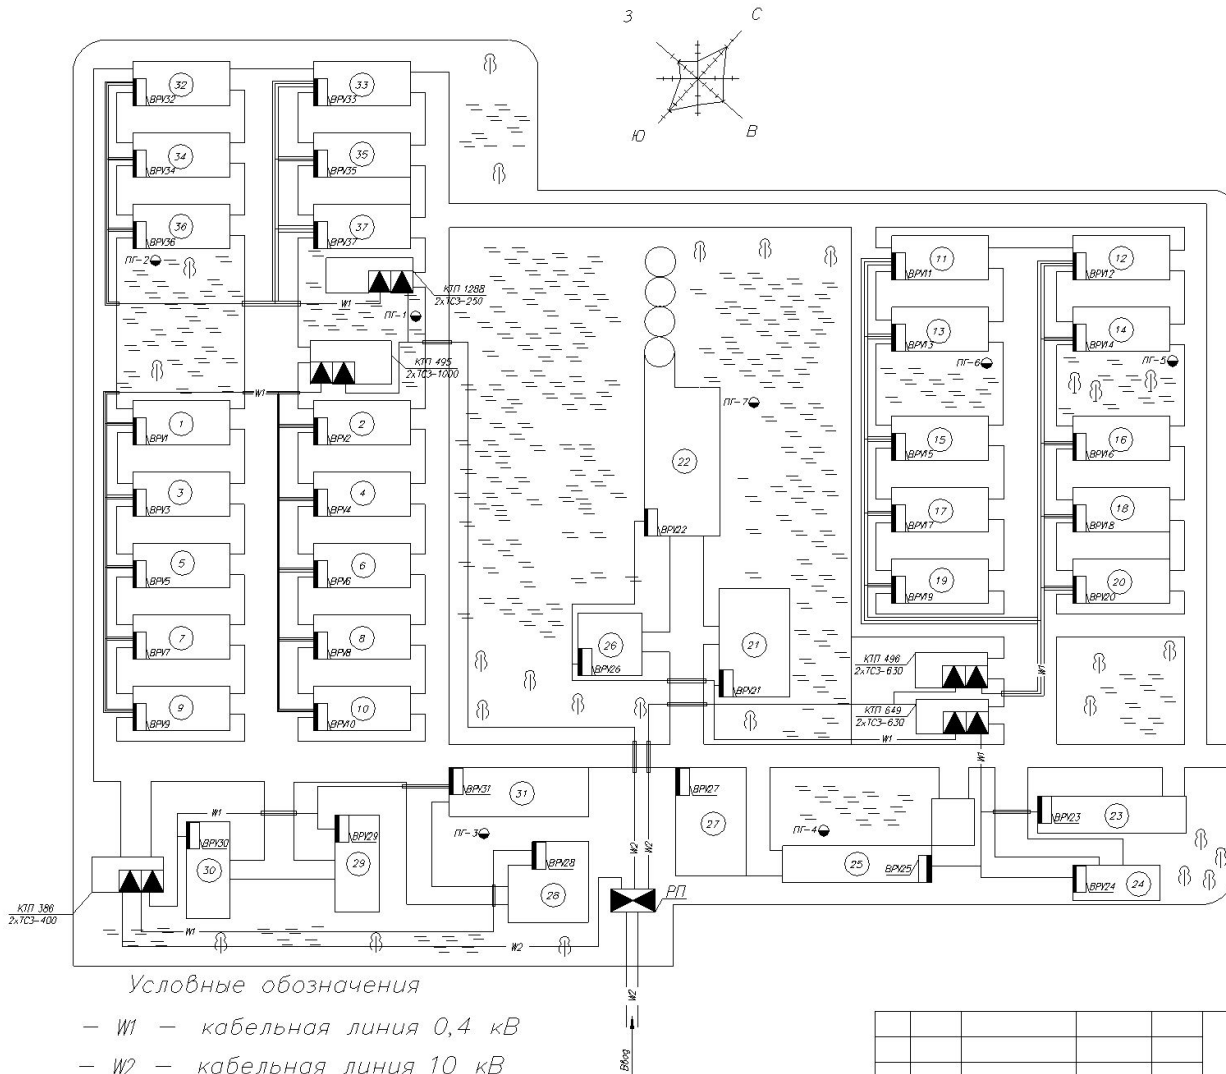 З
С
Ю
В
32
ВРУ32
33
ВРУ33
34
ВРУ34
35
ВРУ35
36
ВРУ36
37
ВРУ37
ПГ-2
КТП 1288
2хТСЗ-250
W1
ПГ-1
КТП 495
2хТСЗ-1000
W1
1
ВРУ1
2
ВРУ2
3
ВРУ3
4
ВРУ4
5
ВРУ5
6
ВРУ6
7
ВРУ7
8
ВРУ8
9
ВРУ9
10
ВРУ10
11
ВРУ11
12
ВРУ12
13
ВРУ13
14
ВРУ14
ПГ-6
ПГ-5
ПГ-7
15
ВРУ15
16
ВРУ16
17
ВРУ17
18
ВРУ18
19
ВРУ19
20
ВРУ20
22
ВРУ22
26
ВРУ26
21
ВРУ21
КТП 496
2хТСЗ-630
W1
КТП 649
2хТСЗ-630
W1
W1
31
ВРУ31
ВРУ27
27
23
ВРУ23
W1
ВРУ30
30
ВРУ29
29
ПГ-3
ПГ-4
W2
W2
ВРУ28
28
25
ВРУ25
ВРУ24
24
КТП 386
2хТСЗ-400
РП
W1
W2
W2
Ввод
Условные обозначения
— W1 — кабельная линия 0,4 кВ
— W2 — кабельная линия 10 кВ